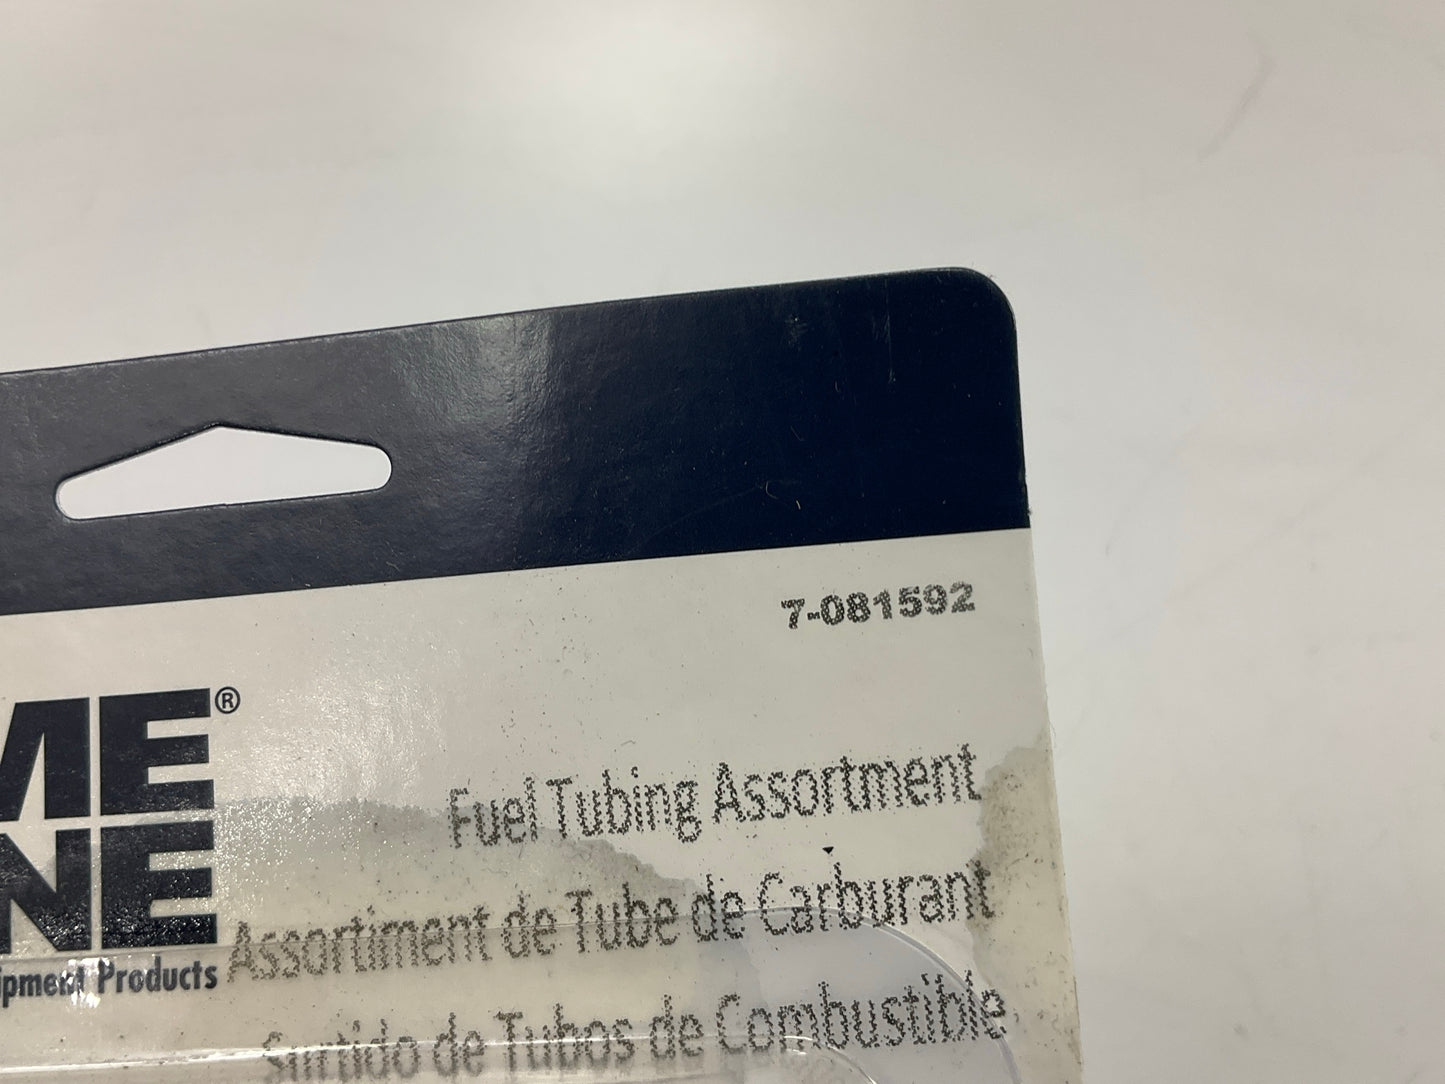 7-081592
ME®
NE
ipment Products
Fuel Tubing Assortment
Assortiment de Tube de Carburant
Surtido de Tubos de Combustible